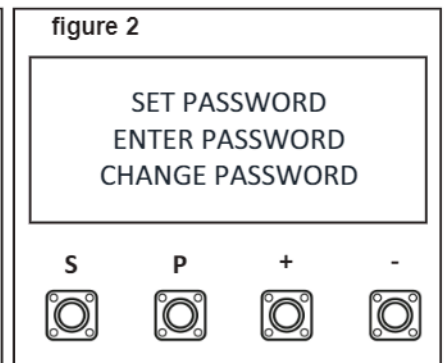 figure 2
SET PASSWORD
ENTER PASSWORD
CHANGE PASSWORD
S P + -